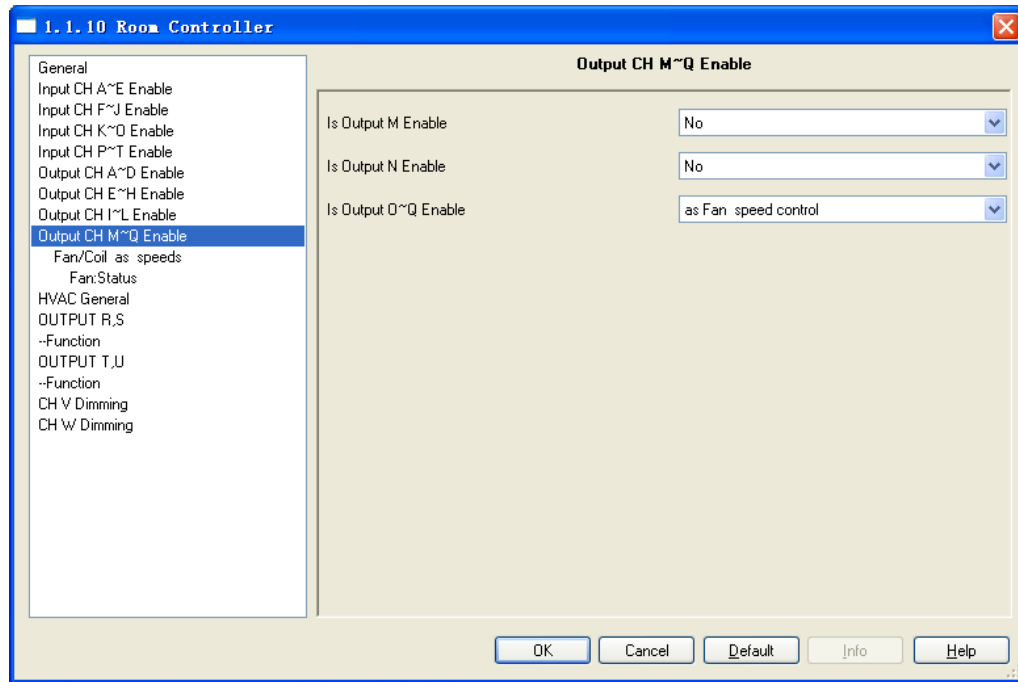 1.1.10 Room Controller
General
Input CH A~E Enable
Input CH F~J Enable
Input CH K~O Enable
Input CH P~T Enable
Output CH A~D Enable
Output CH E~H Enable
Output CH I~L Enable
Output CH M~Q Enable
Fan/Coil as speeds
Fan:Status
HVAC General
OUTPUT R,S
--Function
OUTPUT T,U
--Function
CH V Dimming
CH W Dimming
Output CH M~Q Enable
Is Output M Enable No
Is Output N Enable No
Is Output O~Q Enable as Fan speed control
OK Cancel Default Info Help